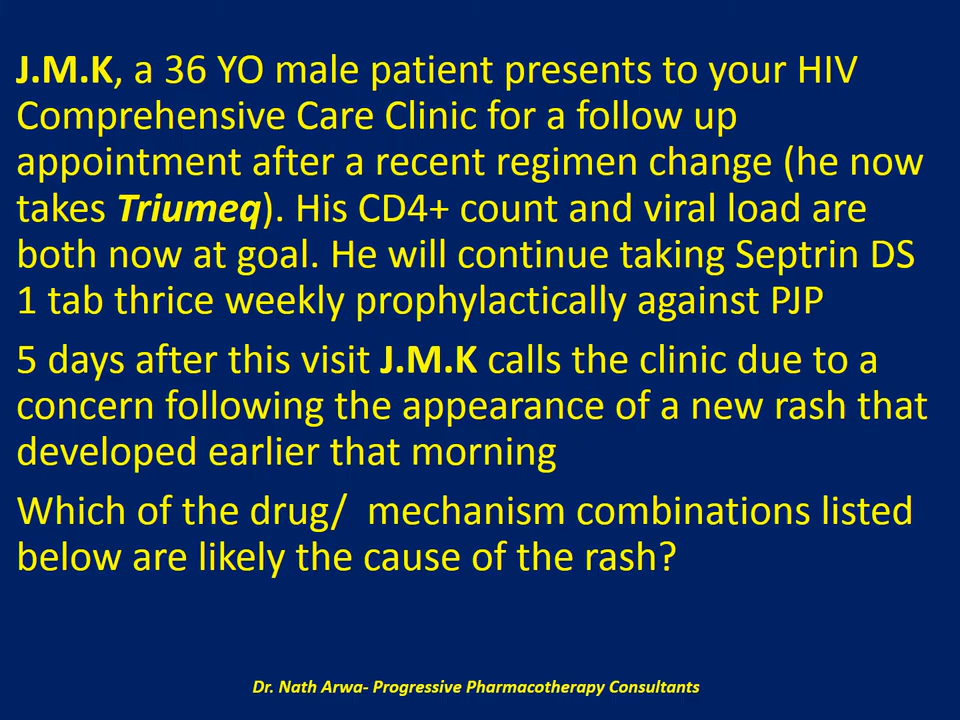 J.M.K, a 36 YO male patient presents to your HIV
Comprehensive Care Clinic for a follow up
appointment after a recent regimen change (he now
takes Triumeq). His CD4+ count and viral load are
both now at goal. He will continue taking Septrin DS
1 tab thrice weekly prophylactically against PJP
5 days after this visit J.M.K calls the clinic due to a
concern following the appearance of a new rash that
developed earlier that morning
Which of the drug/ mechanism combinations listed
below are likely the cause of the rash?
Dr. Nath Arwa- Progressive Pharmacotherapy Consultants